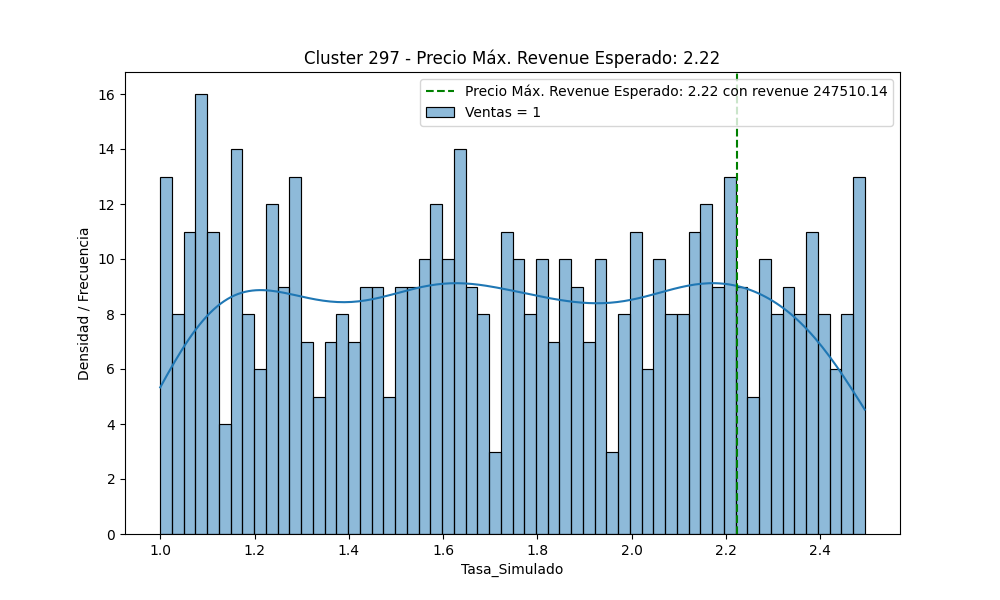 Cluster 297 - Precio Máx. Revenue Esperado: 2.22
Precio Máx. Revenue Esperado: 2.22 con revenue 247510.14
Ventas = 1
Densidad / Frecuencia
16
14
12
10
8
6
4
2
0
1.0 1.2 1.4 1.6 1.8 2.0 2.2 2.4
Tasa_Simulado